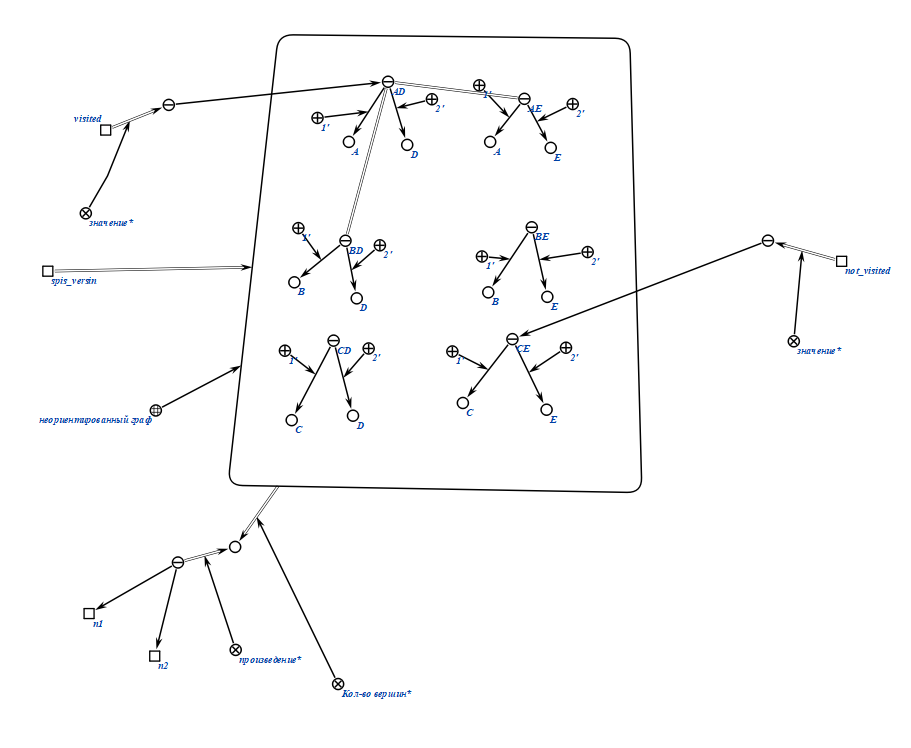 AD
AE
1'
2'
1'
2'
visited
A
D
A
E
значение*
1'
BD
2'
BE
1'
2'
not_visited
spis_versin
B
D
B
E
CD
1'
2'
CE
1'
2'
значение*
C
D
C
E
неориентированный граф
n1
n2
произведение*
Кол-во вершин*